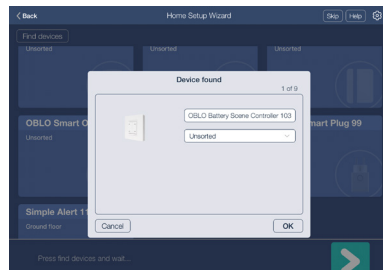 Back
Home Setup Wizard
Skip
Help
Find devices
Unsorted
Unsorted
Unsorted
Device found
1 of 9
OBLO Battery Scene Controller 103
Unsorted
OBLO Smart O
Unsorted
mart Plug 99
Simple Alert 11
Ground floor
Cancel
OK
Press find devices and wait...